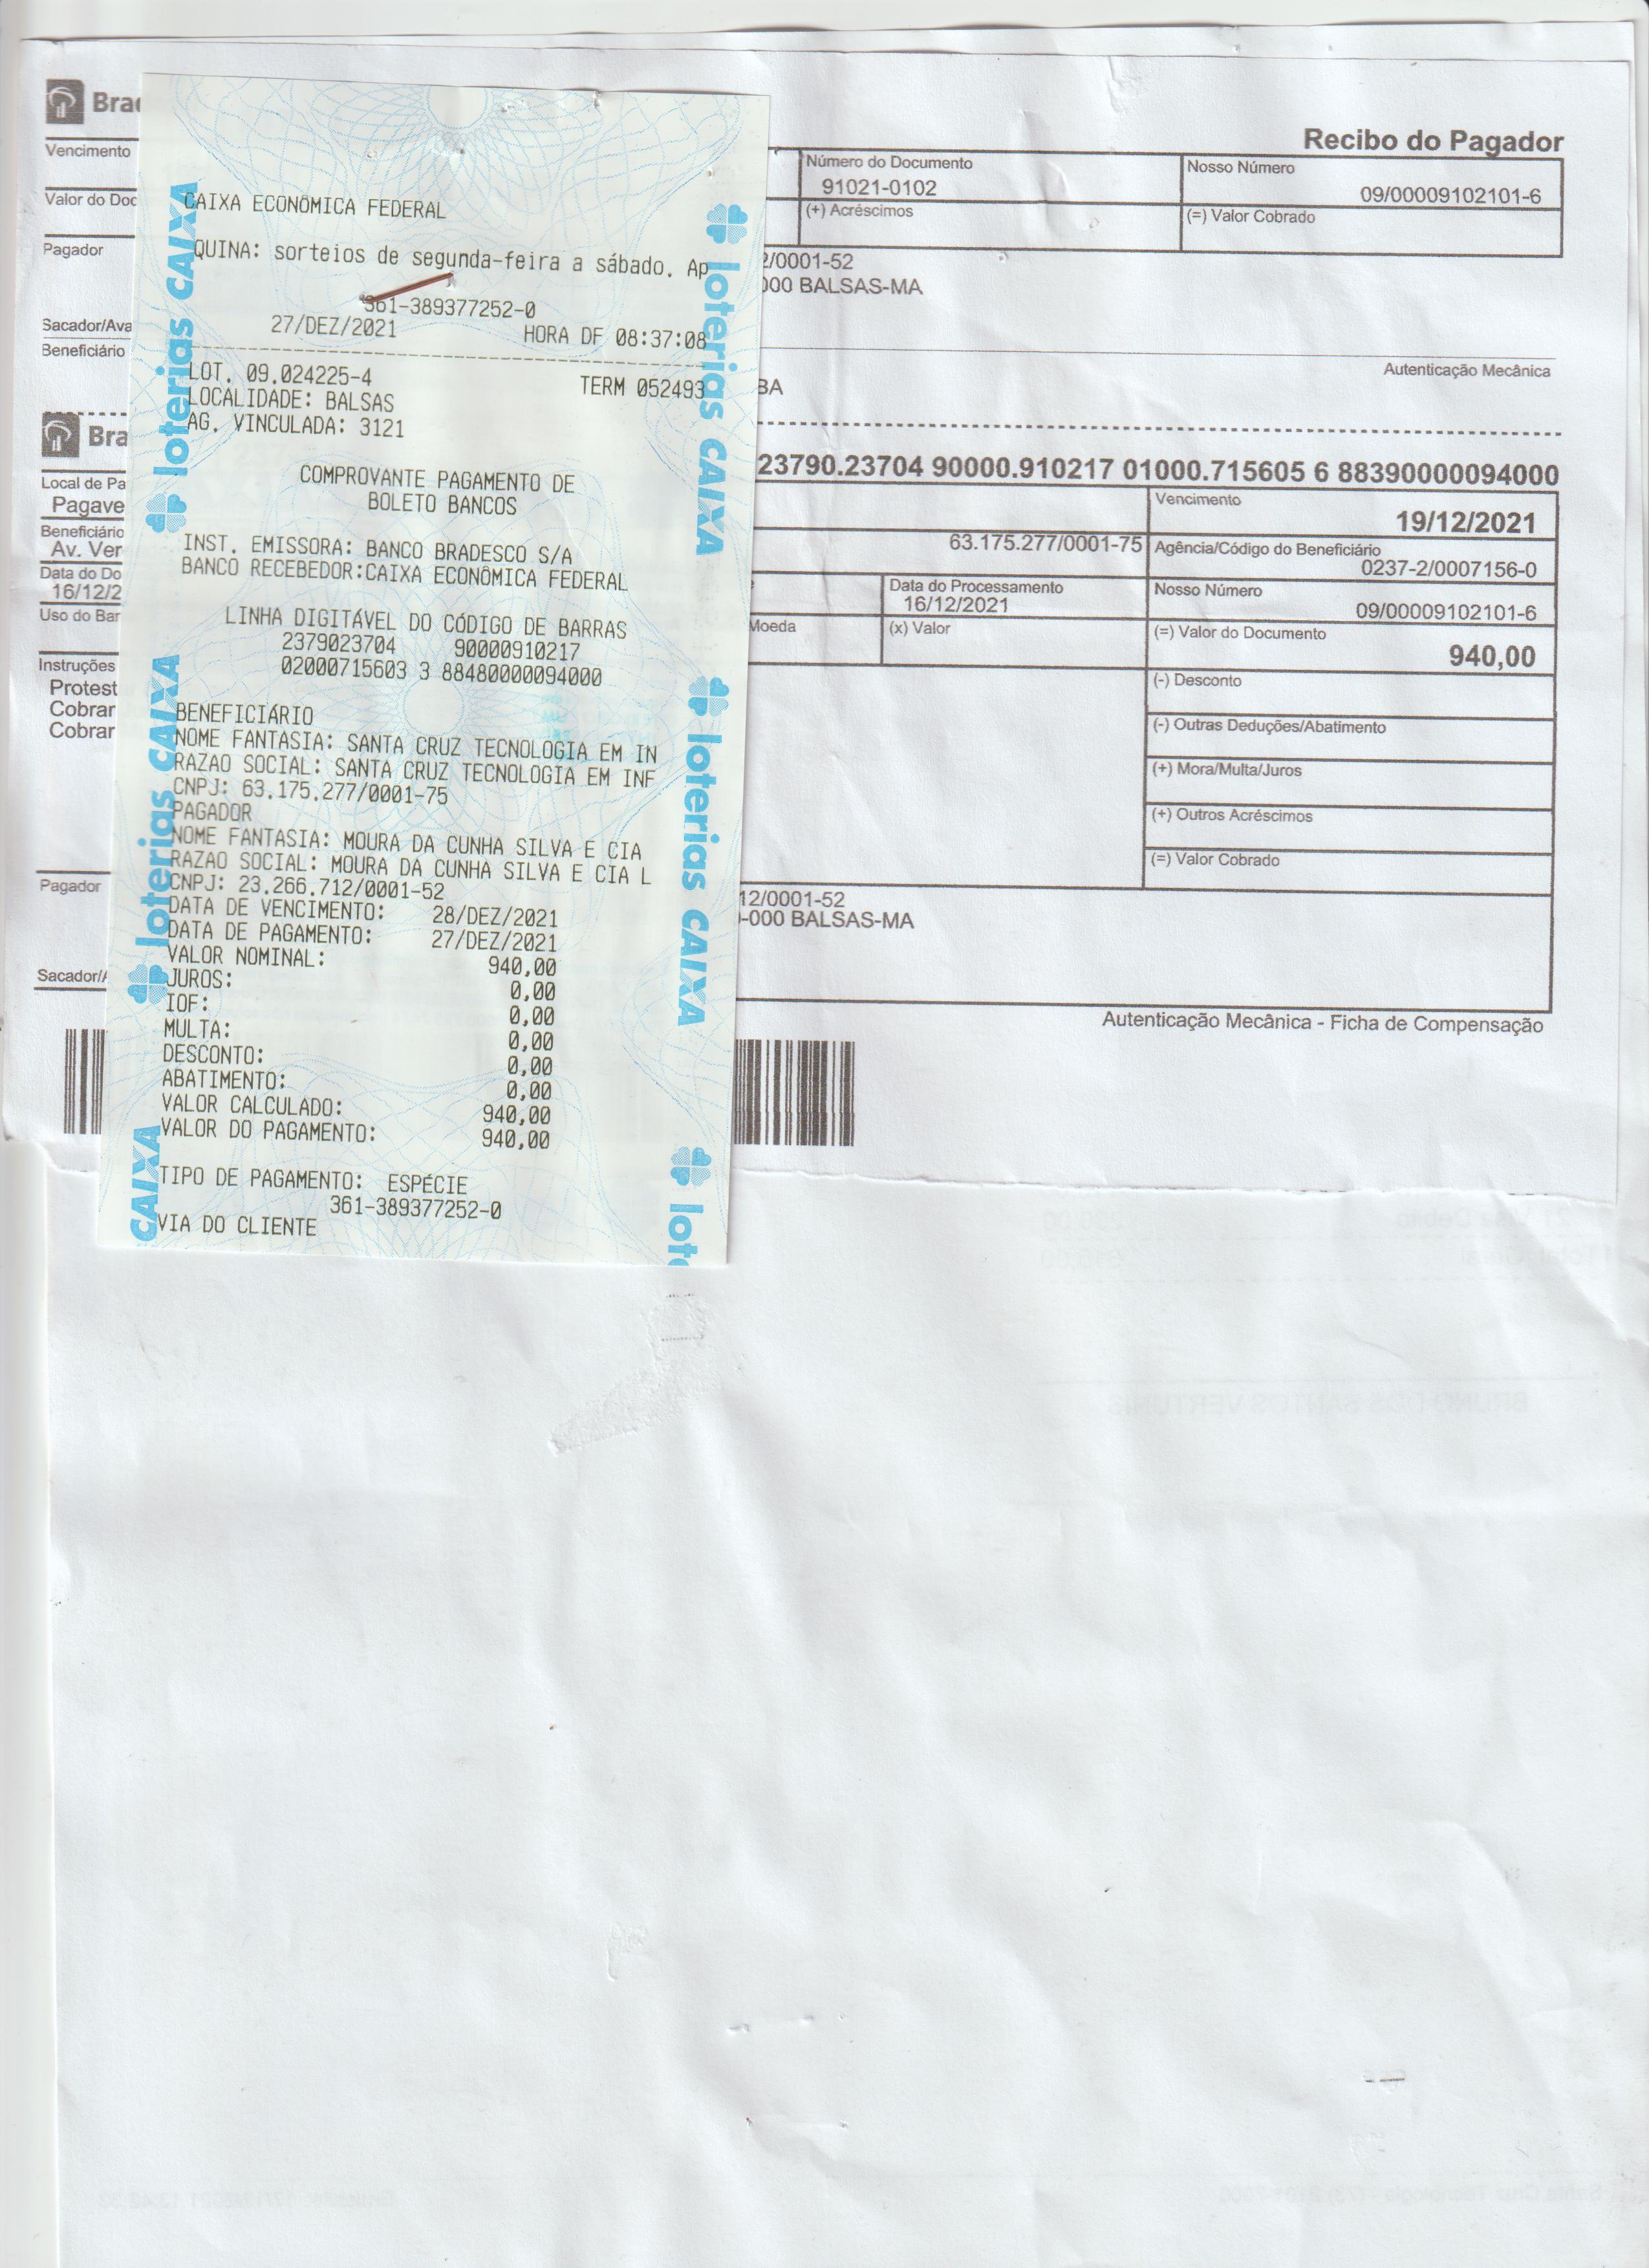 CAIXA ECONÔMICA FEDERAL
QUINA: sorteios de segunda-feira a sábado. Ap
361-389377252-0
27/DEZ/2021 HORA DF 08:37:08
LOT. 09.024225-4 TERM 052493
LOCALIDADE: BALSAS
AG. VINCULADA: 3121
COMPROVANTE PAGAMENTO DE
BOLETO BANCOS
INST. EMISSORA: BANCO BRADESCO S/A
BANCO RECEBEDOR:CAIXA ECONÔMICA FEDERAL
LINHA DIGITÁVEL DO CÓDIGO DE BARRAS
2379023704 90000910217
02000715603 3 88480000094000
BENEFICIÁRIO
NOME FANTASIA: SANTA CRUZ TECNOLOGIA EM IN
RAZAO SOCIAL: SANTA CRUZ TECNOLOGIA EM INF
CNPJ: 63.175.277/0001-75
PAGADOR
NOME FANTASIA: MOURA DA CUNHA SILVA E CIA
RAZAO SOCIAL: MOURA DA CUNHA SILVA E CIA L
CNPJ: 23.266.712/0001-52
DATA DE VENCIMENTO: 28/DEZ/2021
DATA DE PAGAMENTO: 27/DEZ/2021
VALOR NOMINAL: 940,00
JUROS: 0,00
IOF: 0,00
MULTA: 0,00
DESCONTO: 0,00
ABATIMENTO: 0,00
VALOR CALCULADO: 940,00
VALOR DO PAGAMENTO: 940,00
TIPO DE PAGAMENTO: ESPÉCIE
361-389377252-0
VIA DO CLIENTE
loterias CAIXA
loterias CAIXA
CAIXA
loterias CAIXA
loterias CAIXA
lot
Brad
Recibo do Pagador
Vencimento
Número do Documento
91021-0102
Nosso Número
09/00009102101-6
Valor do Doc
(+) Acréscimos
(=) Valor Cobrado
Pagador
2/0001-52
000 BALSAS-MA
Sacador/Ava
Beneficiário
Autenticação Mecânica
BA
Bra
23790.23704 90000.910217 01000.715605 6 88390000094000
Local de Pa
Pagave
Vencimento
19/12/2021
Beneficiário
Av. Ver
63.175.277/0001-75
Agência/Código do Beneficiário
0237-2/0007156-0
Data do Do
16/12/2
Data do Processamento
16/12/2021
Nosso Número
09/00009102101-6
Uso do Bar
Moeda
(x) Valor
(=) Valor do Documento
940,00
Instruções
Protest
Cobrar
Cobrar
(-) Desconto
(-) Outras Deduções/Abatimento
(+) Mora/Multa/Juros
(+) Outros Acréscimos
(=) Valor Cobrado
Pagador
12/0001-52
-000 BALSAS-MA
Sacador/A
Autenticação Mecânica - Ficha de Compensação